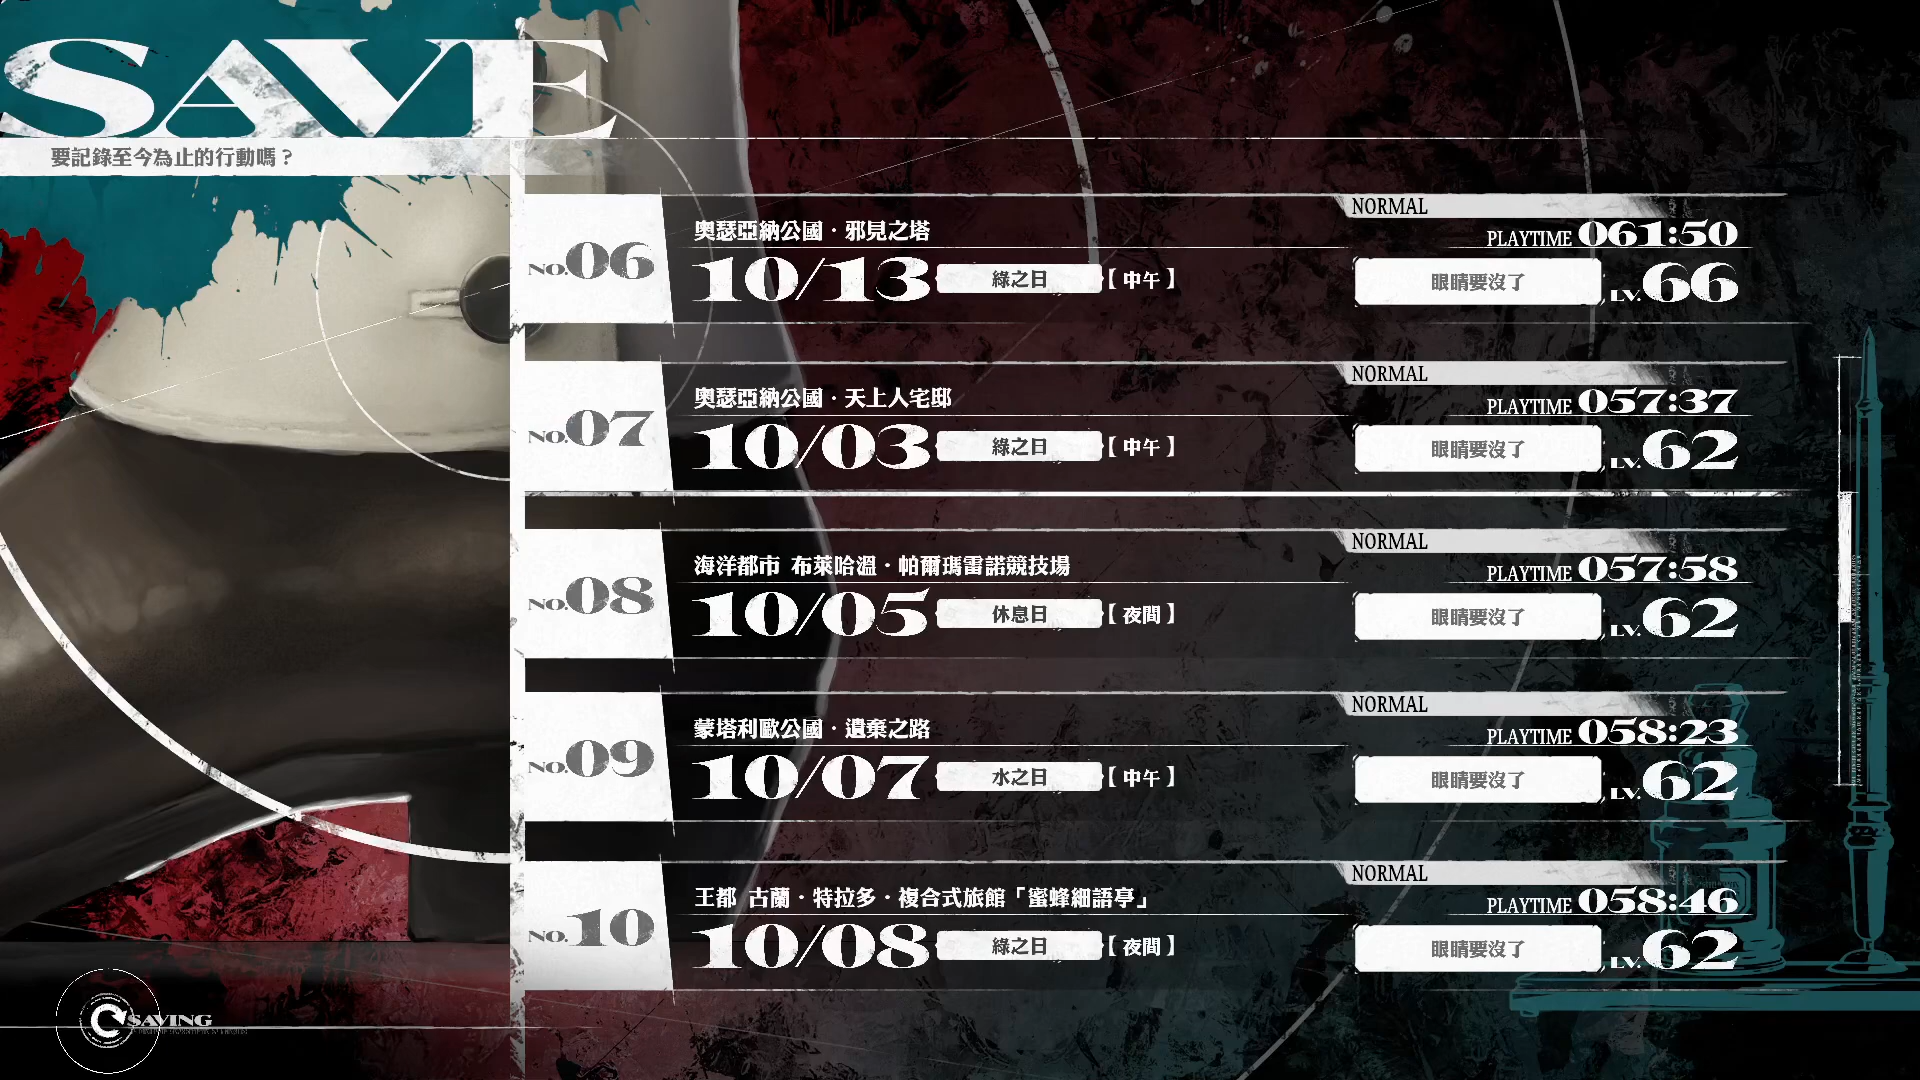 SAVE
要記錄至今為止的行動嗎？
NO.06
奧瑟亞納公國·邪見之塔
10/13 綠之日【中午】
NORMAL
PLAYTIME 061:50
眼睛要沒了 LV.66
NO.07
奧瑟亞納公國·天上人宅邸
10/03 綠之日【中午】
NORMAL
PLAYTIME 057:37
眼睛要沒了 LV.62
NO.08
海洋都市 布萊哈溫·帕爾瑪雷諾競技場
10/05 休息日【夜間】
NORMAL
PLAYTIME 057:58
眼睛要沒了 LV.62
NO.09
蒙塔利歐公國·遺棄之路
10/07 水之日【中午】
NORMAL
PLAYTIME 058:23
眼睛要沒了 LV.62
NO.10
王都 古蘭·特拉多·複合式旅館「蜜蜂細語亭」
10/08 綠之日【夜間】
NORMAL
PLAYTIME 058:46
眼睛要沒了 LV.62
SAVING